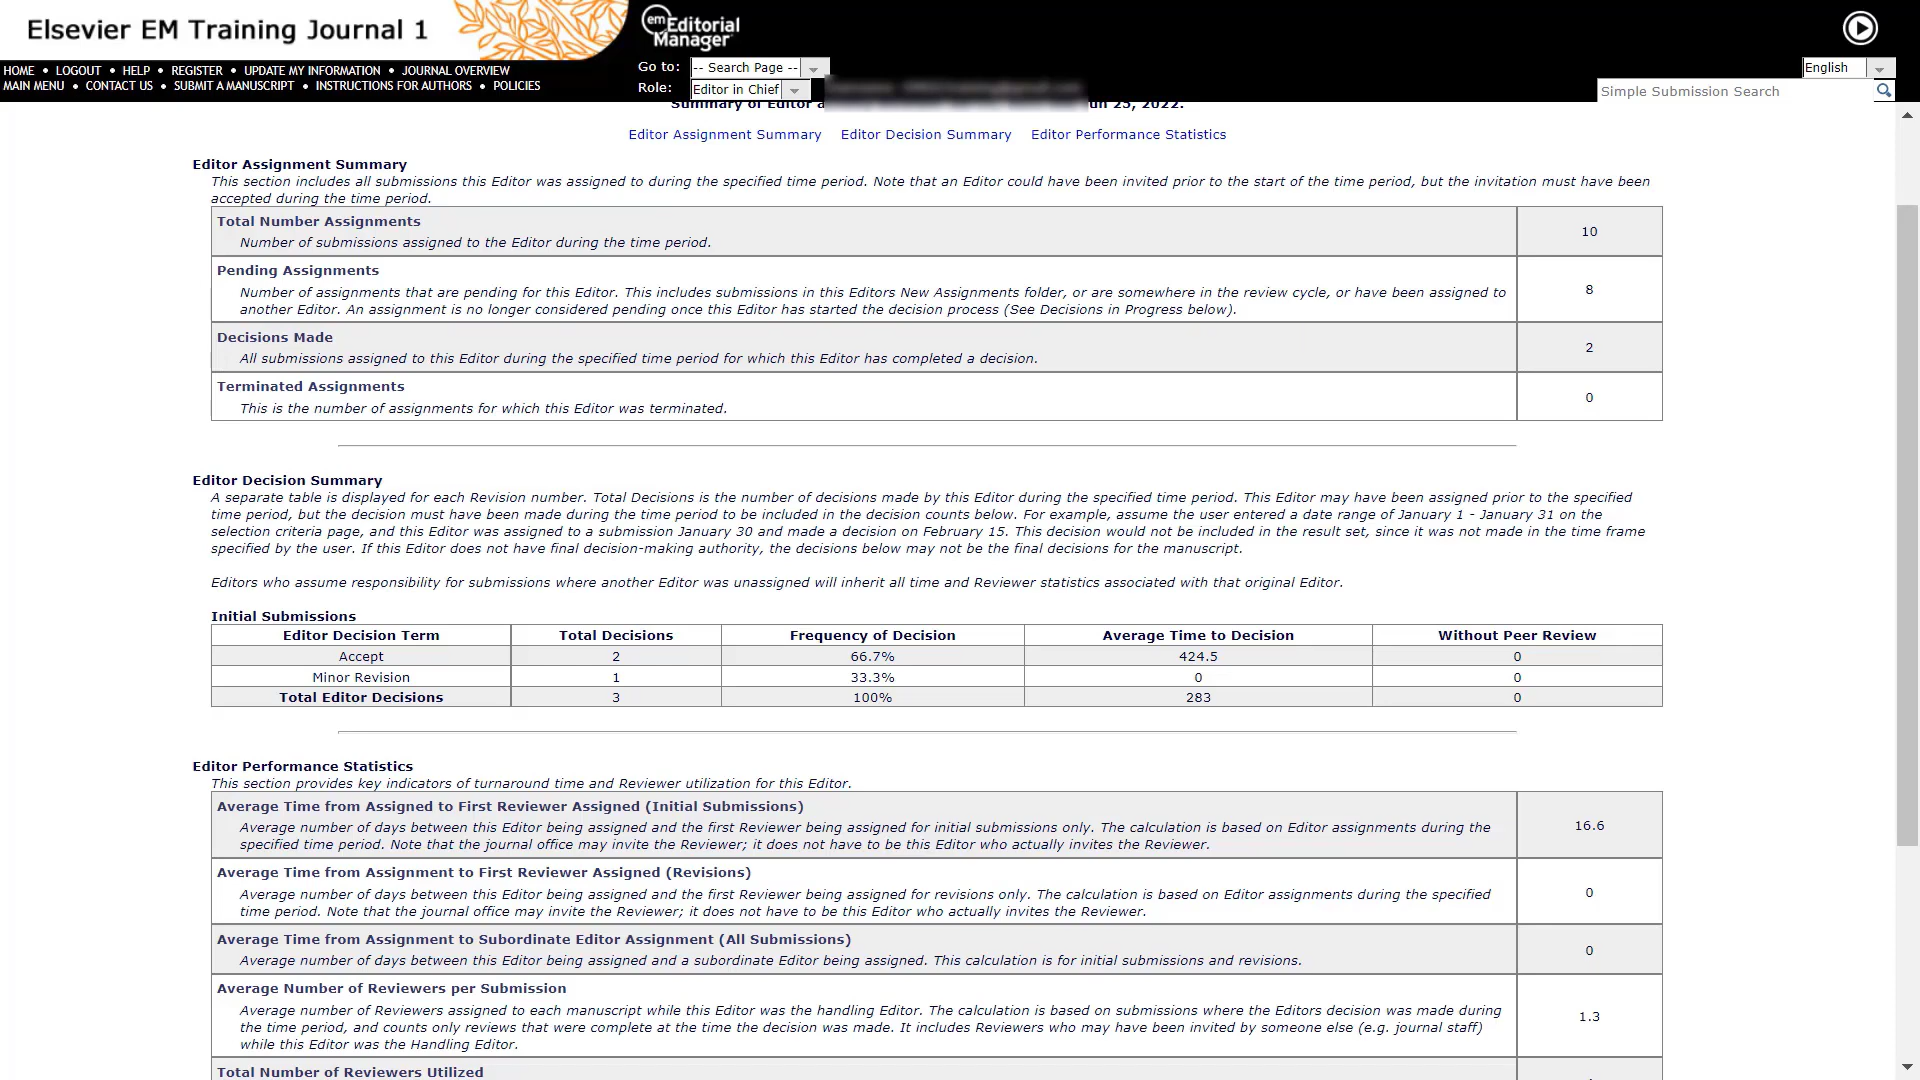 Elsevier EM Training Journal 1
em Editorial Manager
HOME • LOGOUT • HELP • REGISTER • UPDATE MY INFORMATION • JOURNAL OVERVIEW
MAIN MENU • CONTACT US • SUBMIT A MANUSCRIPT • INSTRUCTIONS FOR AUTHORS • POLICIES
Go to: -- Search Page --
Role: Editor in Chief
English
Simple Submission Search
Summary of Editor 25, 2022.
Editor Assignment Summary Editor Decision Summary Editor Performance Statistics
Editor Assignment Summary
This section includes all submissions this Editor was assigned to during the specified time period. Note that an Editor could have been invited prior to the start of the time period, but the invitation must have been
accepted during the time period.
Total Number Assignments
Number of submissions assigned to the Editor during the time period.
10
Pending Assignments
Number of assignments that are pending for this Editor. This includes submissions in this Editors New Assignments folder, or are somewhere in the review cycle, or have been assigned to
another Editor. An assignment is no longer considered pending once this Editor has started the decision process (See Decisions in Progress below).
8
Decisions Made
All submissions assigned to this Editor during the specified time period for which this Editor has completed a decision.
2
Terminated Assignments
This is the number of assignments for which this Editor was terminated.
0
Editor Decision Summary
A separate table is displayed for each Revision number. Total Decisions is the number of decisions made by this Editor during the specified time period. This Editor may have been assigned prior to the specified
time period, but the decision must have been made during the time period to be included in the decision counts below. For example, assume the user entered a date range of January 1 - January 31 on the
selection criteria page, and this Editor was assigned to a submission January 30 and made a decision on February 15. This decision would not be included in the result set, since it was not made in the time frame
specified by the user. If this Editor does not have final decision-making authority, the decisions below may not be the final decisions for the manuscript.
Editors who assume responsibility for submissions where another Editor was unassigned will inherit all time and Reviewer statistics associated with that original Editor.
Initial Submissions
Editor Decision Term Total Decisions Frequency of Decision Average Time to Decision Without Peer Review
Accept 2 66.7% 424.5 0
Minor Revision 1 33.3% 0 0
Total Editor Decisions 3 100% 283 0
Editor Performance Statistics
This section provides key indicators of turnaround time and Reviewer utilization for this Editor.
Average Time from Assigned to First Reviewer Assigned (Initial Submissions)
Average number of days between this Editor being assigned and the first Reviewer being assigned for initial submissions only. The calculation is based on Editor assignments during the
specified time period. Note that the journal office may invite the Reviewer; it does not have to be this Editor who actually invites the Reviewer.
16.6
Average Time from Assignment to First Reviewer Assigned (Revisions)
Average number of days between this Editor being assigned and the first Reviewer being assigned for revisions only. The calculation is based on Editor assignments during the specified
time period. Note that the journal office may invite the Reviewer; it does not have to be this Editor who actually invites the Reviewer.
0
Average Time from Assignment to Subordinate Editor Assignment (All Submissions)
Average number of days between this Editor being assigned and a subordinate Editor being assigned. This calculation is for initial submissions and revisions.
0
Average Number of Reviewers per Submission
Average number of Reviewers assigned to each manuscript while this Editor was the handling Editor. The calculation is based on submissions where the Editors decision was made during
the time period, and counts only reviews that were complete at the time the decision was made. It includes Reviewers who may have been invited by someone else (e.g. journal staff)
while this Editor was the Handling Editor.
1.3
Total Number of Reviewers Utilized